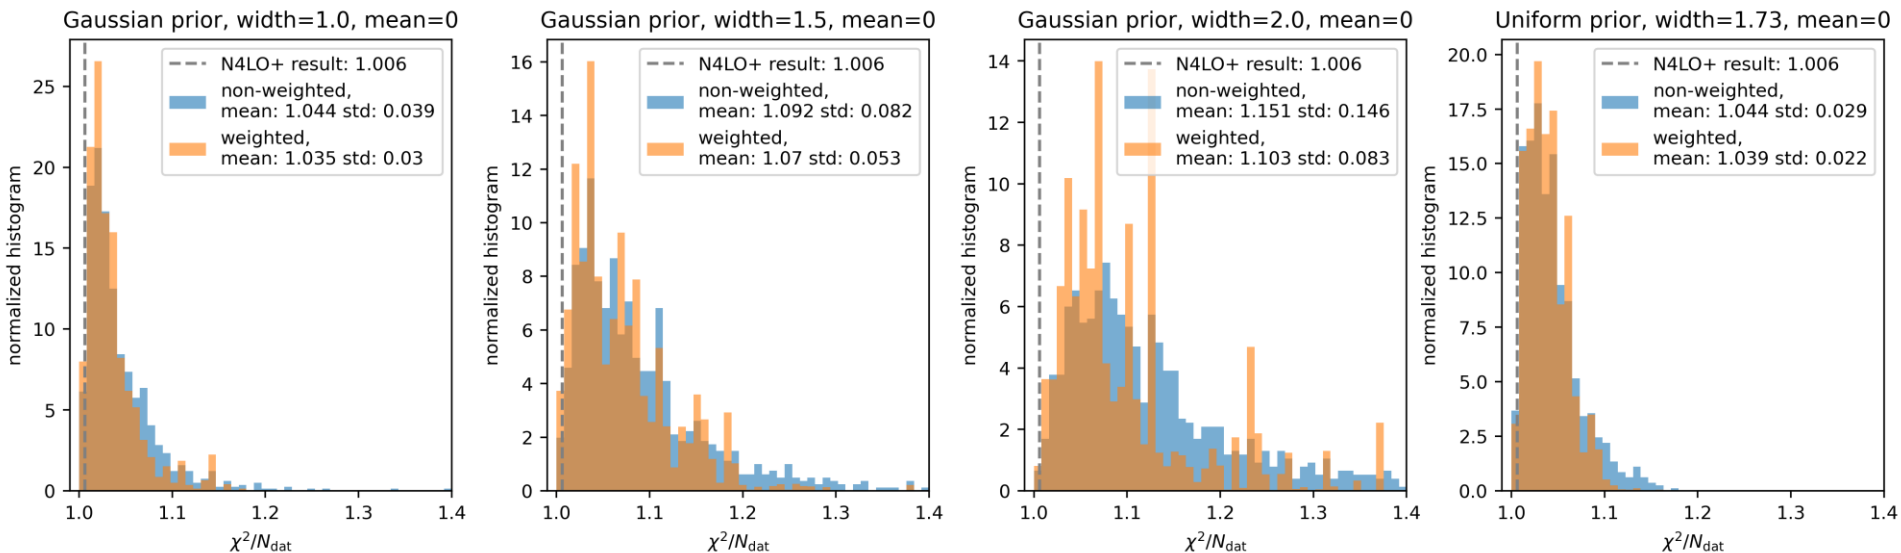 Gaussian prior, width=1.0, mean=0
N4LO+ result: 1.006
non-weighted,
mean: 1.044 std: 0.039
weighted,
mean: 1.035 std: 0.03
normalized histogram
25
20
15
10
5
0
1.0 1.1 1.2 1.3 1.4
χ²/N_dat
Gaussian prior, width=1.5, mean=0
N4LO+ result: 1.006
non-weighted,
mean: 1.092 std: 0.082
weighted,
mean: 1.07 std: 0.053
normalized histogram
16
14
12
10
8
6
4
2
0
1.0 1.1 1.2 1.3 1.4
χ²/N_dat
Gaussian prior, width=2.0, mean=0
N4LO+ result: 1.006
non-weighted,
mean: 1.151 std: 0.146
weighted,
mean: 1.103 std: 0.083
normalized histogram
14
12
10
8
6
4
2
0
1.0 1.1 1.2 1.3 1.4
χ²/N_dat
Uniform prior, width=1.73, mean=0
N4LO+ result: 1.006
non-weighted,
mean: 1.044 std: 0.029
weighted,
mean: 1.039 std: 0.022
normalized histogram
20.0
17.5
15.0
12.5
10.0
7.5
5.0
2.5
0.0
1.0 1.1 1.2 1.3 1.4
χ²/N_dat